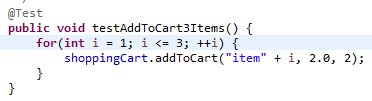 @Test
public void testAddToCart3Items() {
    for(int i = 1; i <= 3; ++i) {
        shoppingCart.addToCart("item" + i, 2.0, 2);
    }
}